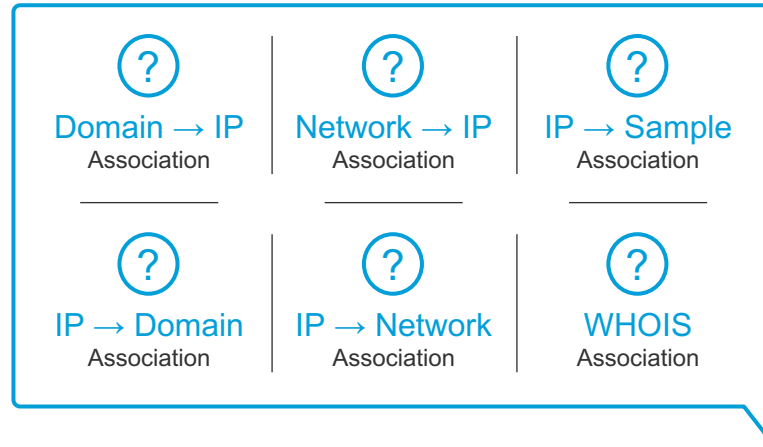 ? ? ?
Domain → IP Network → IP IP → Sample
Association Association Association
? ? ?
IP → Domain IP → Network WHOIS
Association Association Association